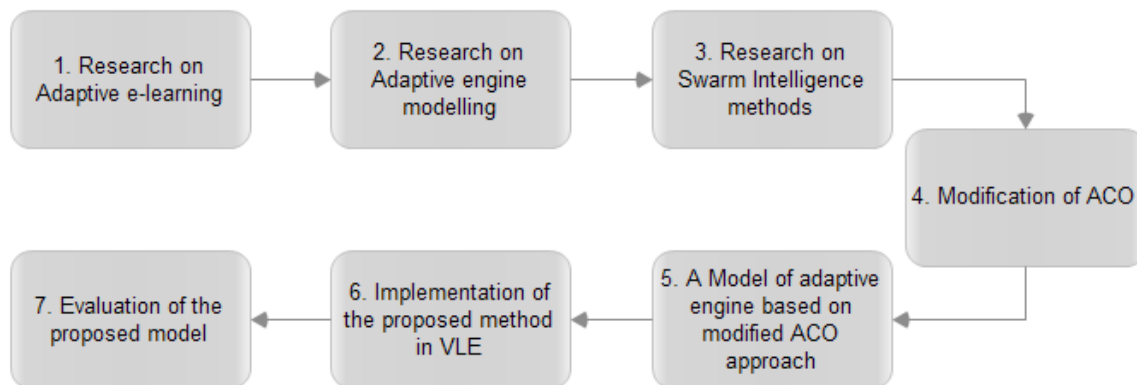 1. Research on
Adaptive e-learning
2. Research on
Adaptive engine
modelling
3. Research on
Swarm Intelligence
methods
4. Modification of ACO
5. A Model of adaptive
engine based on
modified ACO
approach
6. Implementation of
the proposed method
in VLE
7. Evaluation of the
proposed model